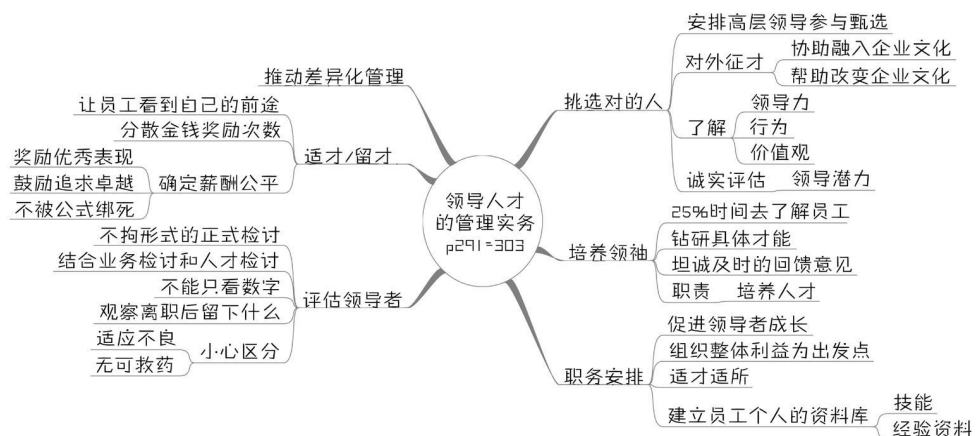 领导人才
的管理实务
p291=303
挑选对的人
安排高层领导参与甄选
对外征才
协助融入企业文化
帮助改变企业文化
了解
领导力
行为
价值观
诚实评估
领导潜力
培养领袖
25%时间去了解员工
钻研具体才能
坦诚及时的回馈意见
职责
培养人才
职务安排
促进领导者成长
组织整体利益为出发点
适才适所
建立员工个人的资料库
技能
经验资料
推动差异化管理
适才/留才
让员工看到自己的前途
分散金钱奖励次数
确定薪酬公平
奖励优秀表现
鼓励追求卓越
不被公式绑死
评估领导者
不拘形式的正式检讨
结合业务检讨和人才检讨
不能只看数字
观察离职后留下什么
小心区分
适应不良
无可救药